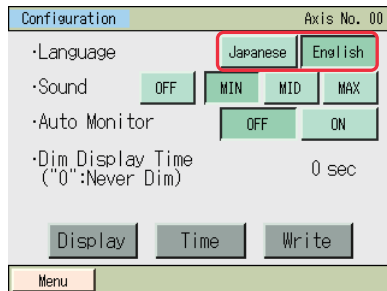 Configuration Axis No. 00
·Language Japanese English
·Sound OFF MIN MID MAX
·Auto Monitor OFF ON
·Dim Display Time
("0":Never Dim) 0 sec
Display Time Write
Menu